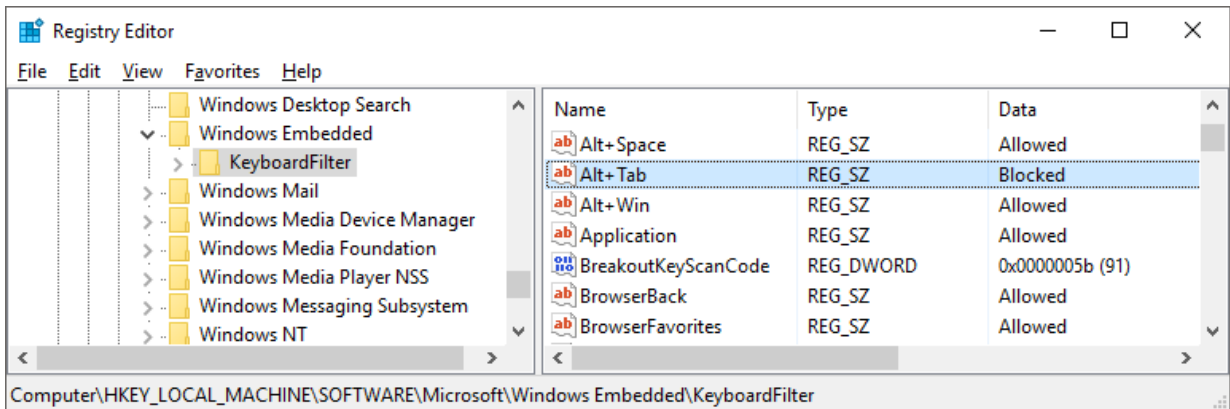 Registry Editor
File Edit View Favorites Help
Windows Desktop Search
Windows Embedded
KeyboardFilter
Windows Mail
Windows Media Device Manager
Windows Media Foundation
Windows Media Player NSS
Windows Messaging Subsystem
Windows NT
Name Type Data
Alt+Space REG_SZ Allowed
Alt+Tab REG_SZ Blocked
Alt+Win REG_SZ Allowed
Application REG_SZ Allowed
BreakoutKeyScanCode REG_DWORD 0x0000005b (91)
BrowserBack REG_SZ Allowed
BrowserFavorites REG_SZ Allowed
Computer\HKEY_LOCAL_MACHINE\SOFTWARE\Microsoft\Windows Embedded\KeyboardFilter